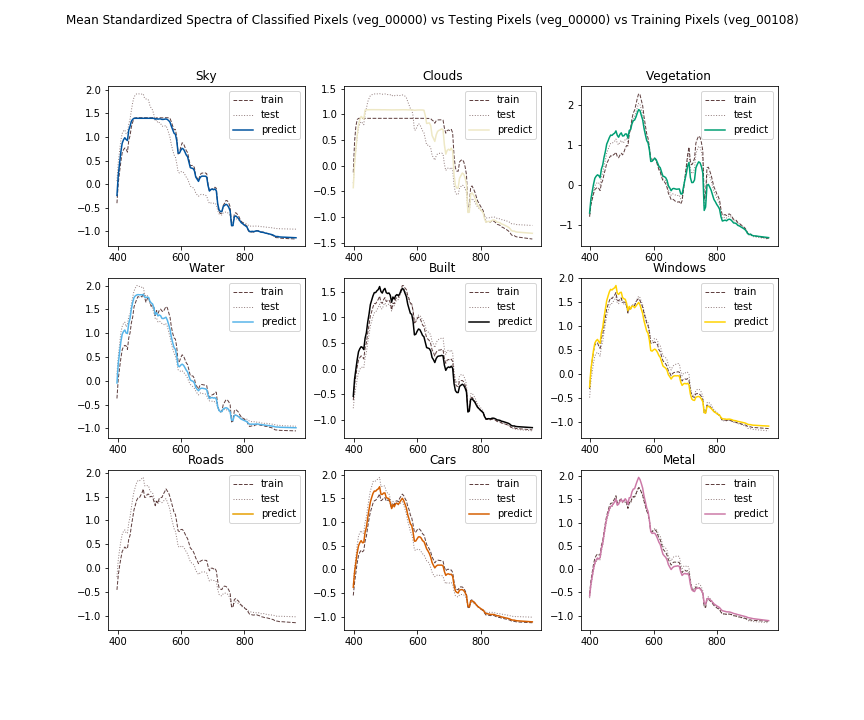 Mean Standardized Spectra of Classified Pixels (veg_00000) vs Testing Pixels (veg_00000) vs Training Pixels (veg_00108)
Sky
2.0
1.5
1.0
0.5
0.0
−0.5
−1.0
400
600
800
train
test
predict
Clouds
1.5
1.0
0.5
0.0
−0.5
−1.0
−1.5
400
600
800
train
test
predict
Vegetation
2
1
0
−1
400
600
800
train
test
predict
Water
2.0
1.5
1.0
0.5
0.0
−0.5
−1.0
400
600
800
train
test
predict
Built
1.5
1.0
0.5
0.0
−0.5
−1.0
400
600
800
train
test
predict
Windows
2.0
1.5
1.0
0.5
0.0
−0.5
−1.0
400
600
800
train
test
predict
Roads
2.0
1.5
1.0
0.5
0.0
−0.5
−1.0
400
600
800
train
test
predict
Cars
2.0
1.5
1.0
0.5
0.0
−0.5
−1.0
400
600
800
train
test
predict
Metal
2.0
1.5
1.0
0.5
0.0
−0.5
−1.0
400
600
800
train
test
predict